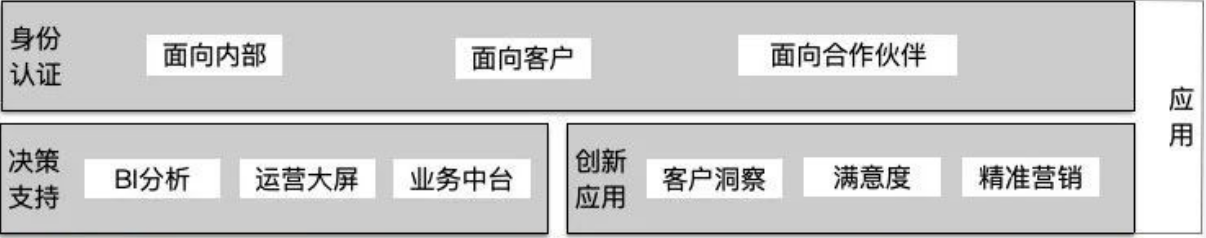 身份
认证
面向内部
面向客户
面向合作伙伴
决策
支持
BI分析
运营大屏
业务中台
创新
应用
客户洞察
满意度
精准营销
应
用